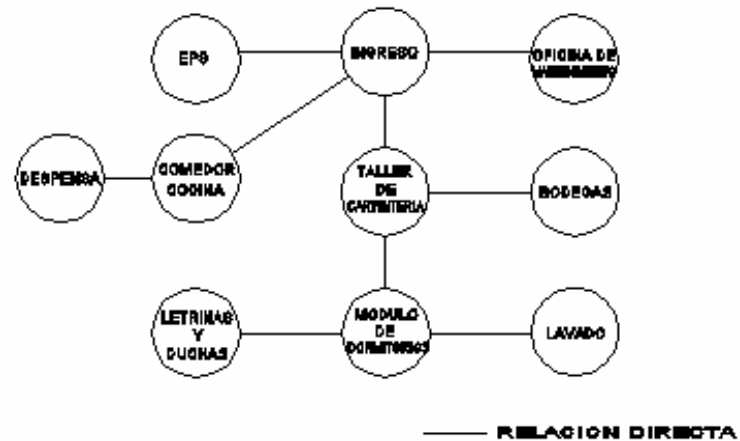 EPS
INGRESO
OFICINA DE
DESPENSA
COMEDOR
COCINA
TALLER
DE
CARPINTERIA
BODEGAS
LETRINAS
Y
DUCHAS
MODULO
DE
DORMITORIOS
LAVADO
RELACION DIRECTA